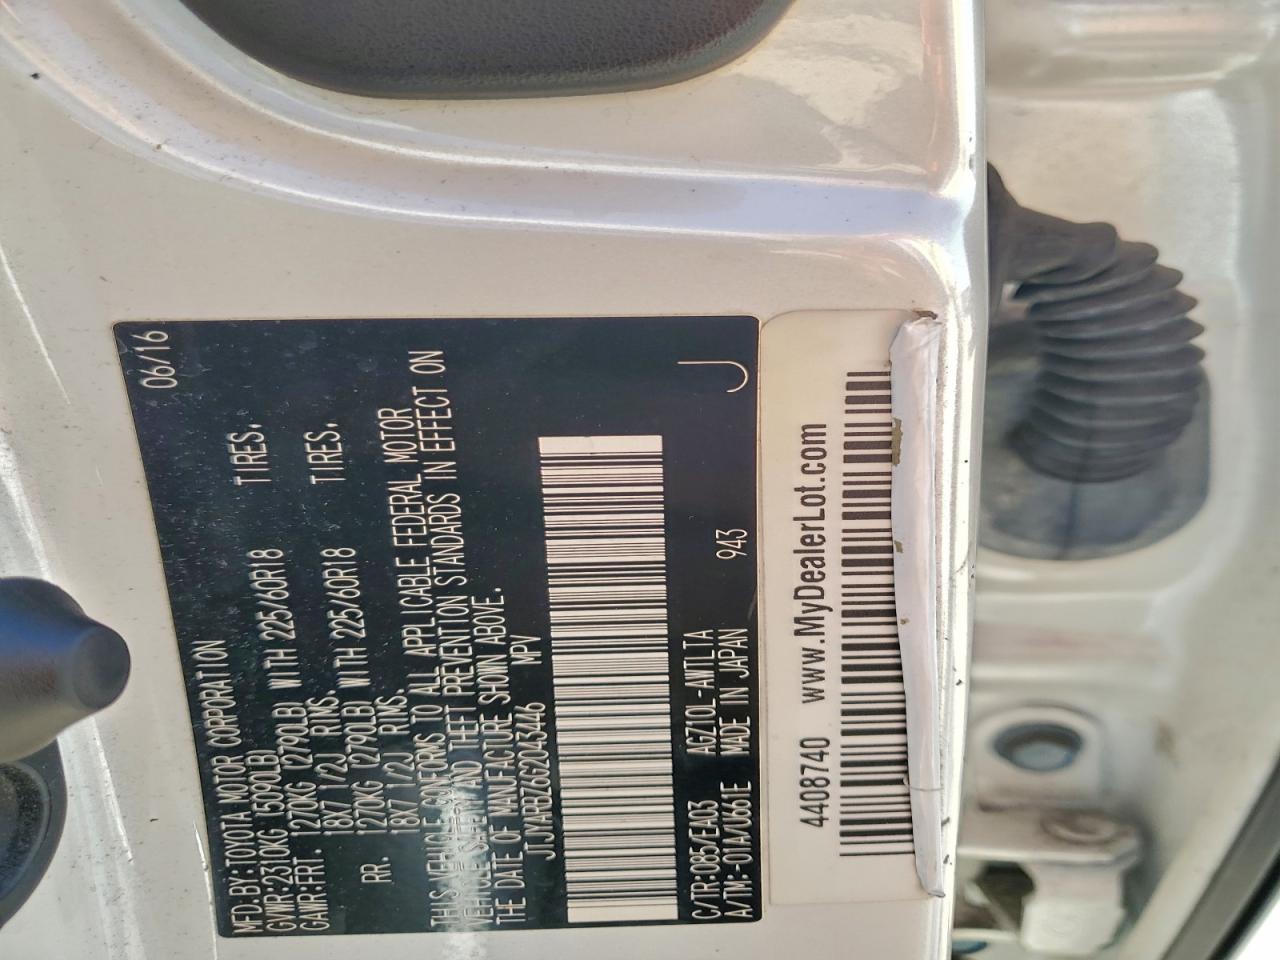 MFD.BY:TOYOTA MOTOR CORPORATION 06/16
GVWR:2310KG (5090LB)
GAWR:FRT. 1270KG (2790LB) WITH 225/60R18 TIRES.
18X7 1/2J RIMS.
RR. 1270KG (2790LB) WITH 225/60R18 TIRES.
18X7 1/2J RIMS.
THIS VEHICLE CONFORMS TO ALL APPLICABLE FEDERAL MOTOR
VEHICLE SAFETY AND THEFT PREVENTION STANDARDS IN EFFECT ON
THE DATE OF MANUFACTURE SHOWN ABOVE.
JTJYARBZ6G2043446 MPV
C/TR:085/EA03 AGZ10L-AWTLTA
A/TM:-01A/U661E MADE IN JAPAN 943 J
4408740 www.MyDealerLot.com